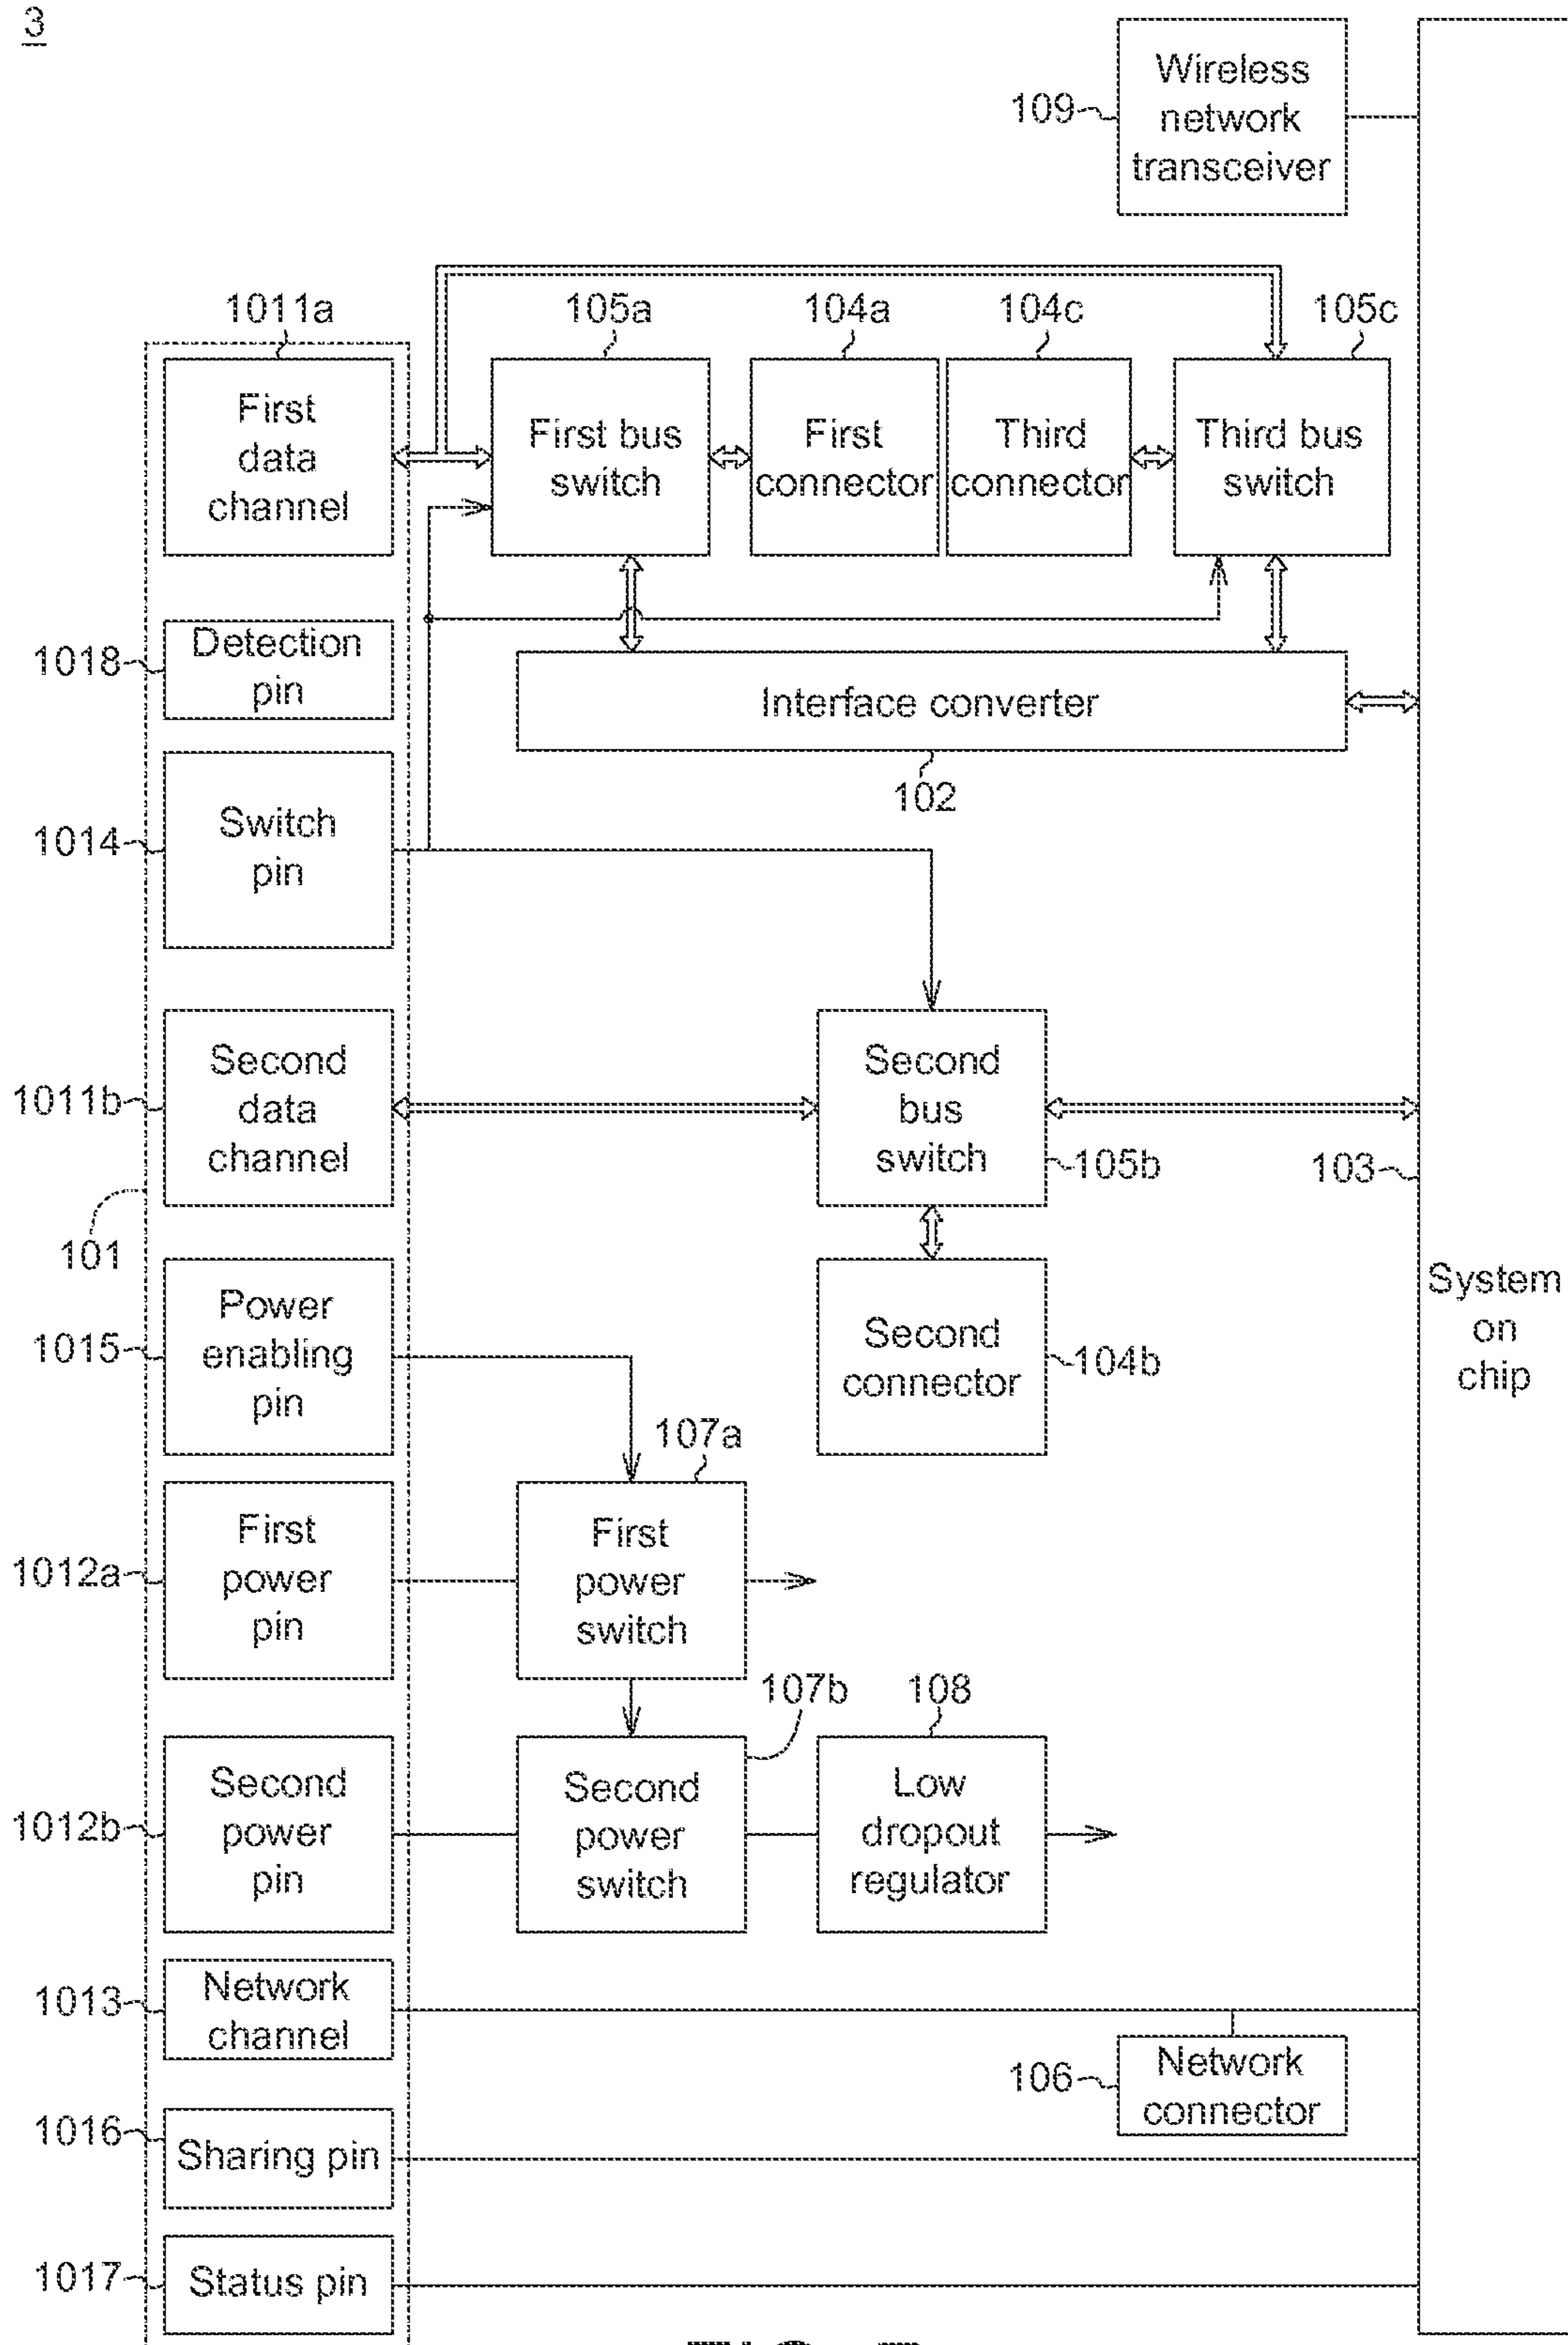 3
Wireless
network
transceiver
109
1011a
105a
104a
104c
105c
First
data
channel
First bus
switch
First
connector
Third
connector
Third bus
switch
1018
Detection
pin
Interface converter
102
1014
Switch
pin
1011b
Second
data
channel
Second
bus
switch
105b
103
101
System
on
chip
1015
Power
enabling
pin
Second
connector
104b
107a
1012a
First
power
pin
First
power
switch
107b
108
1012b
Second
power
pin
Second
power
switch
Low
dropout
regulator
1013
Network
channel
106
Network
connector
1016
Sharing pin
1017
Status pin